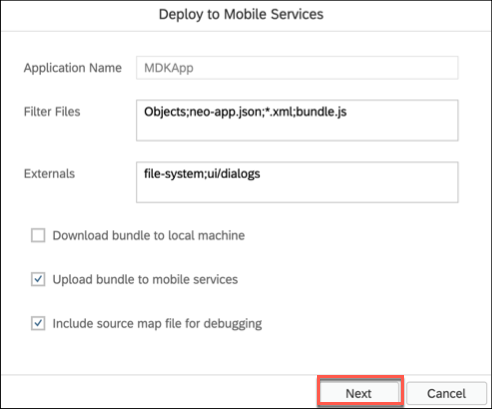 Deploy to Mobile Services
Application Name MDKApp
Filter Files Objects;neo-app.json;*.xml;bundle.js
Externals file-system;ui/dialogs
Download bundle to local machine
Upload bundle to mobile services
Include source map file for debugging
Next Cancel